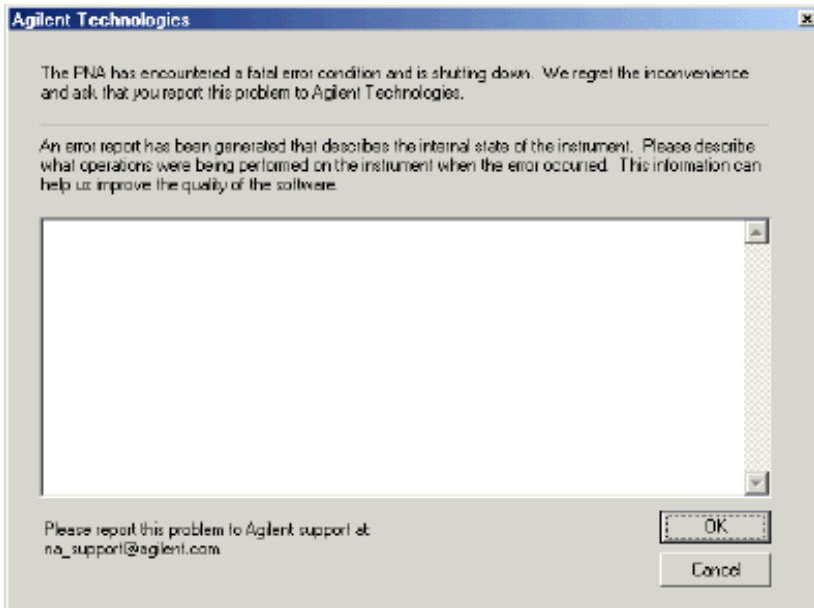 Agilent Technologies
The PNA has encountered a fatal error condition and is shutting down. We regret the inconvenience
and ask that you report this problem to Agilent Technologies.
An error report has been generated that describes the internal state of the instrument. Please describe
what operations were being performed on the instrument when the error occurred. This information can
help us improve the quality of the software.
Please report this problem to Agilent support at:
na_support@agilent.com
OK
Cancel